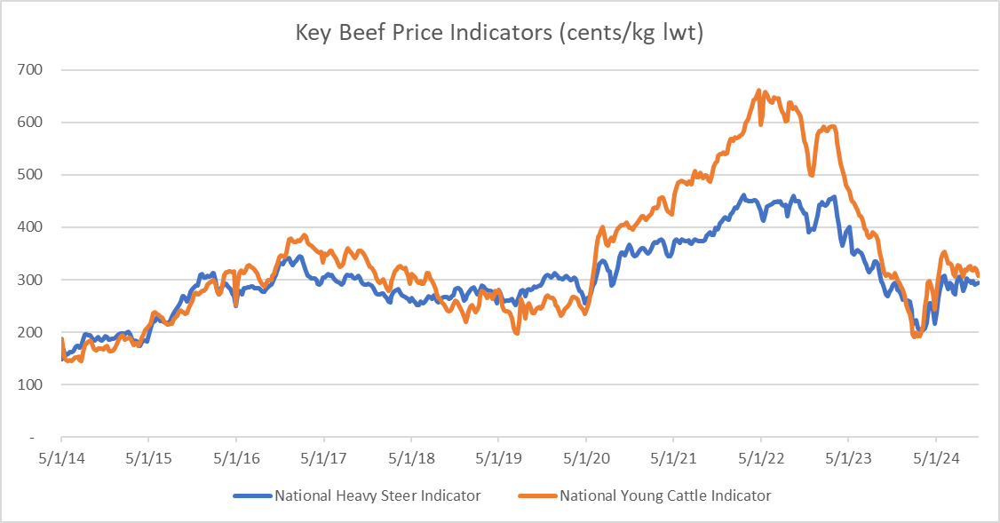 Key Beef Price Indicators (cents/kg lwt)
700
600
500
400
300
200
100
-
5/1/14 5/1/15 5/1/16 5/1/17 5/1/18 5/1/19 5/1/20 5/1/21 5/1/22 5/1/23 5/1/24
National Heavy Steer Indicator National Young Cattle Indicator